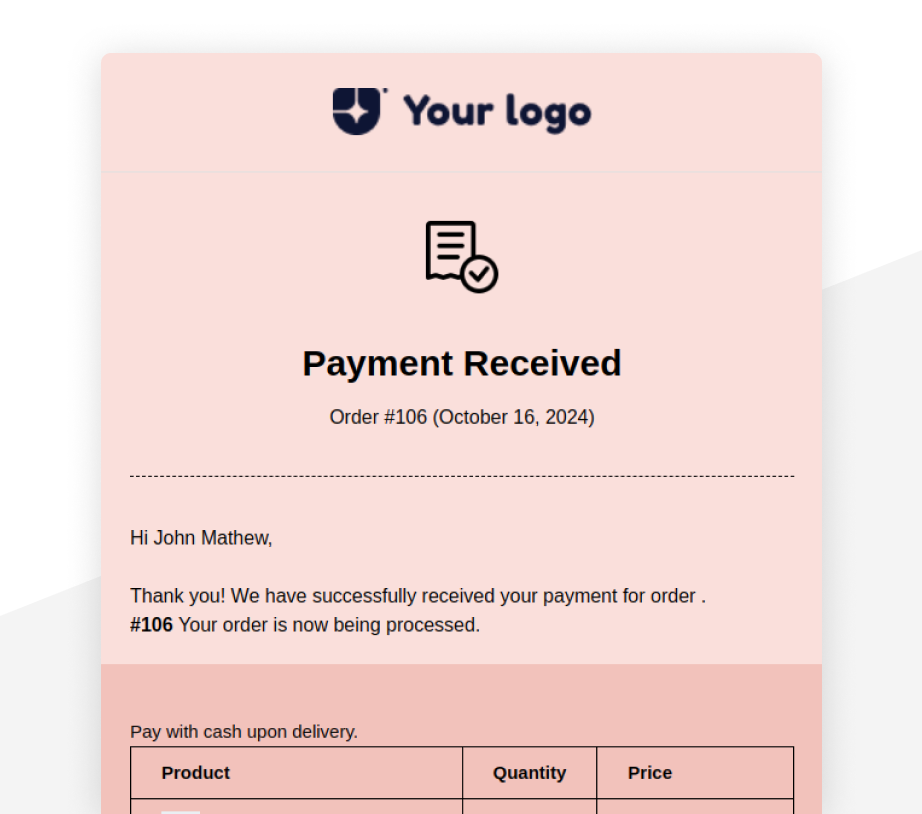 Your logo
Payment Received
Order #106 (October 16, 2024)
Hi John Mathew,
Thank you! We have successfully received your payment for order .
#106 Your order is now being processed.
Pay with cash upon delivery.
Product Quantity Price